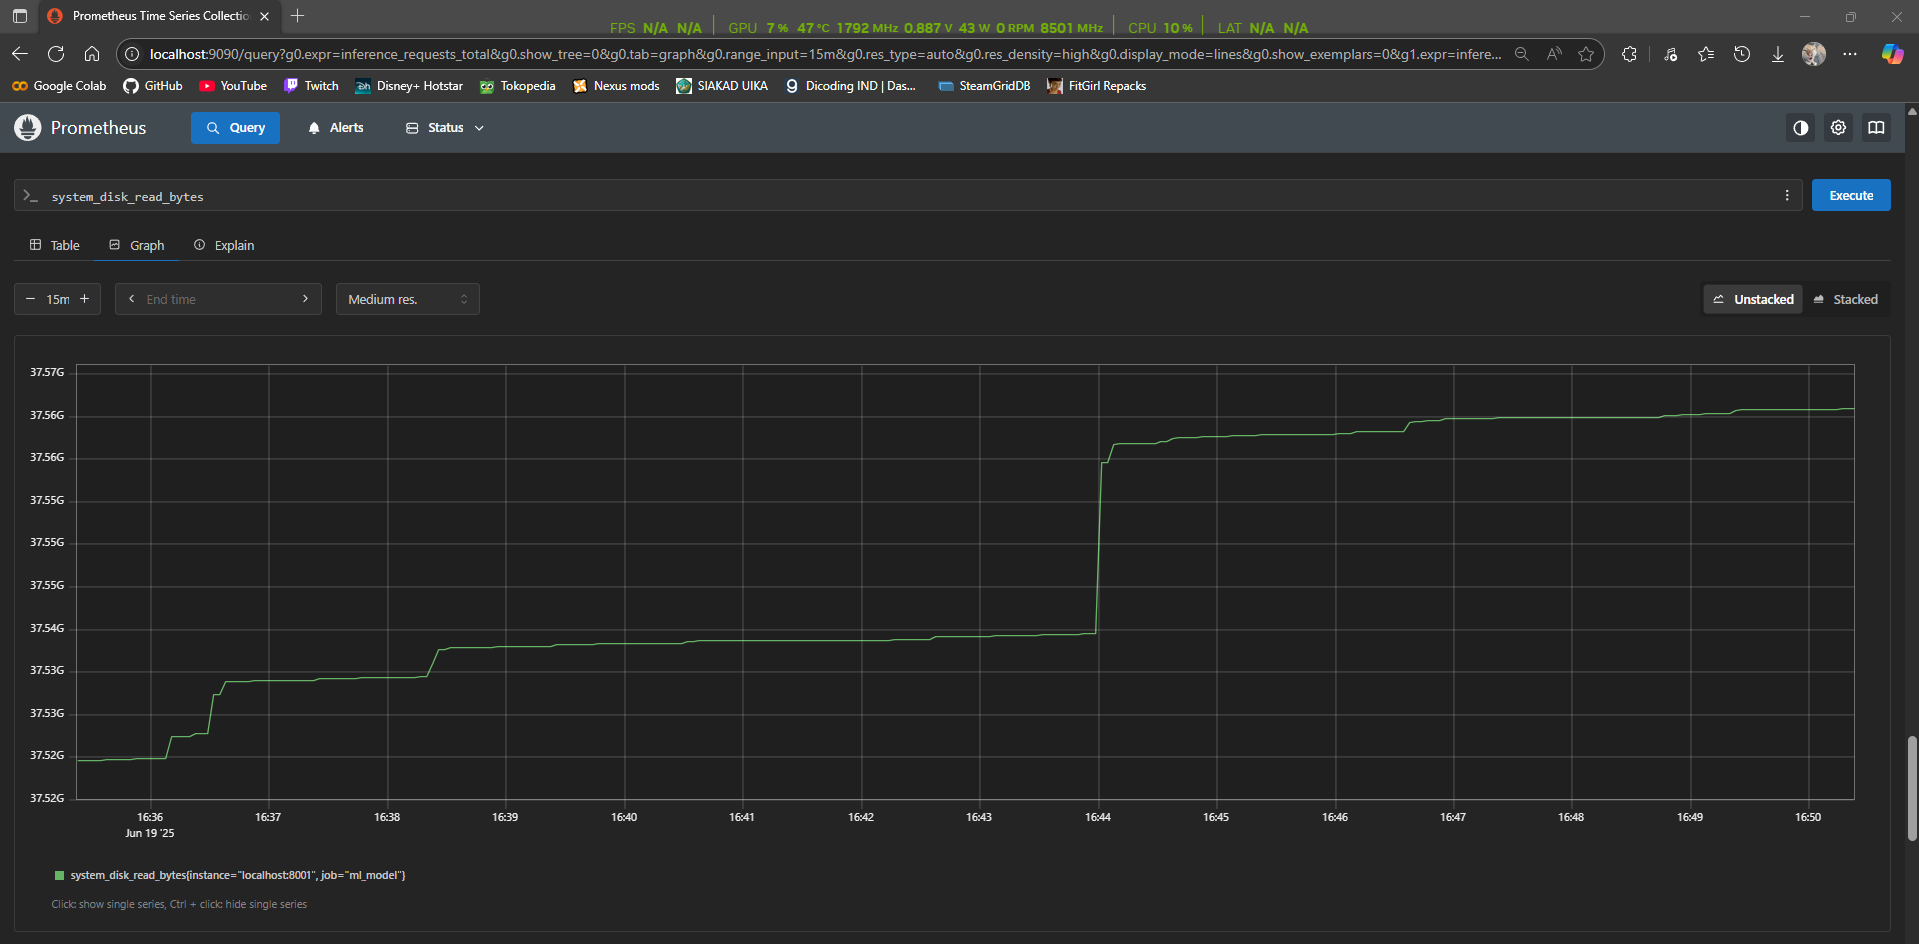 Prometheus Time Series Collectio
FPS N/A N/A GPU 7 % 47 °C 1792 MHz 0.887 V 43 W 0 RPM 8501 MHz CPU 10 % LAT N/A N/A
localhost:9090/query?g0.expr=inference_requests_total&g0.show_tree=0&g0.tab=graph&g0.range_input=15m&g0.res_type=auto&g0.res_density=high&g0.display_mode=lines&g0.show_exemplars=0&g1.expr=infere...
Google Colab GitHub YouTube Twitch Disney+ Hotstar Tokopedia Nexus mods SIAKAD UIKA Dicoding IND | Das... SteamGridDB FitGirl Repacks
Prometheus Query Alerts Status
system_disk_read_bytes Execute
Table Graph Explain
15m End time Medium res. Unstacked Stacked
37.57G
37.56G
37.56G
37.55G
37.55G
37.55G
37.54G
37.53G
37.53G
37.52G
37.52G
16:36 16:37 16:38 16:39 16:40 16:41 16:42 16:43 16:44 16:45 16:46 16:47 16:48 16:49 16:50
Jun 19 '25
system_disk_read_bytes{instance="localhost:8001", job="ml_model"}
Click: show single series, Ctrl + click: hide single series